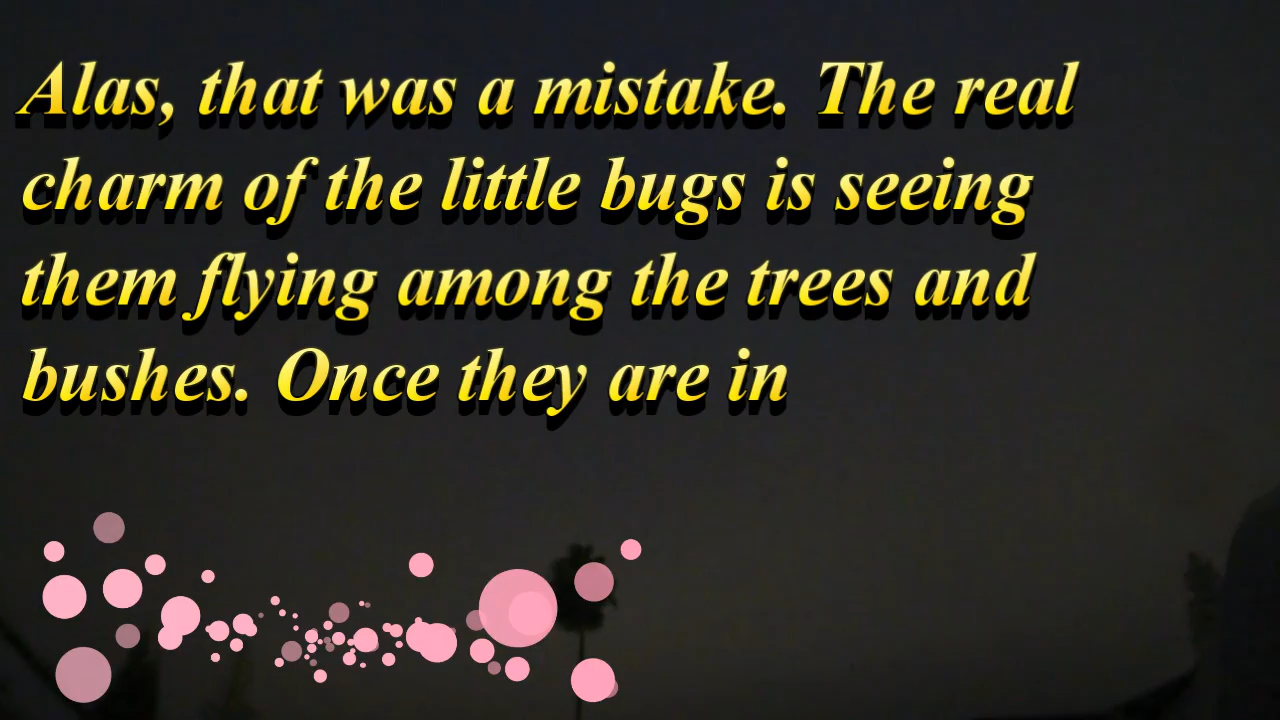 Alas, that was a mistake. The real
charm of the little bugs is seeing
them flying among the trees and
bushes. Once they are in